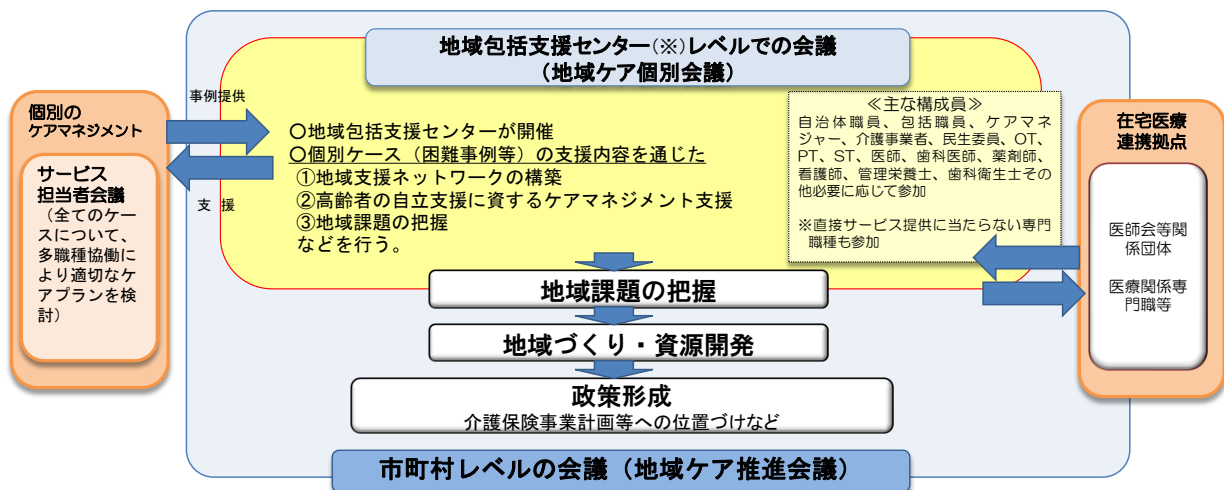 地域包括支援センター(※)レベルでの会議
（地域ケア個別会議）
個別の
ケアマネジメント
サービス
担当者会議
（全てのケー
スについて、
多職種協働に
より適切なケ
アプランを検
討）
事例提供
支 援
〇地域包括支援センターが開催
〇個別ケース（困難事例等）の支援内容を通じた
①地域支援ネットワークの構築
②高齢者の自立支援に資するケアマネジメント支援
③地域課題の把握
などを行う。
≪主な構成員≫
自治体職員、包括職員、ケアマネ
ジャー、介護事業者、民生委員、OT、
PT、ST、医師、歯科医師、薬剤師、
看護師、管理栄養士、歯科衛生士その
他必要に応じて参加
※直接サービス提供に当たらない専門
職種も参加
在宅医療
連携拠点
医師会等関
係団体
医療関係専
門職等
地域課題の把握
地域づくり・資源開発
政策形成
介護保険事業計画等への位置づけなど
市町村レベルの会議（地域ケア推進会議）